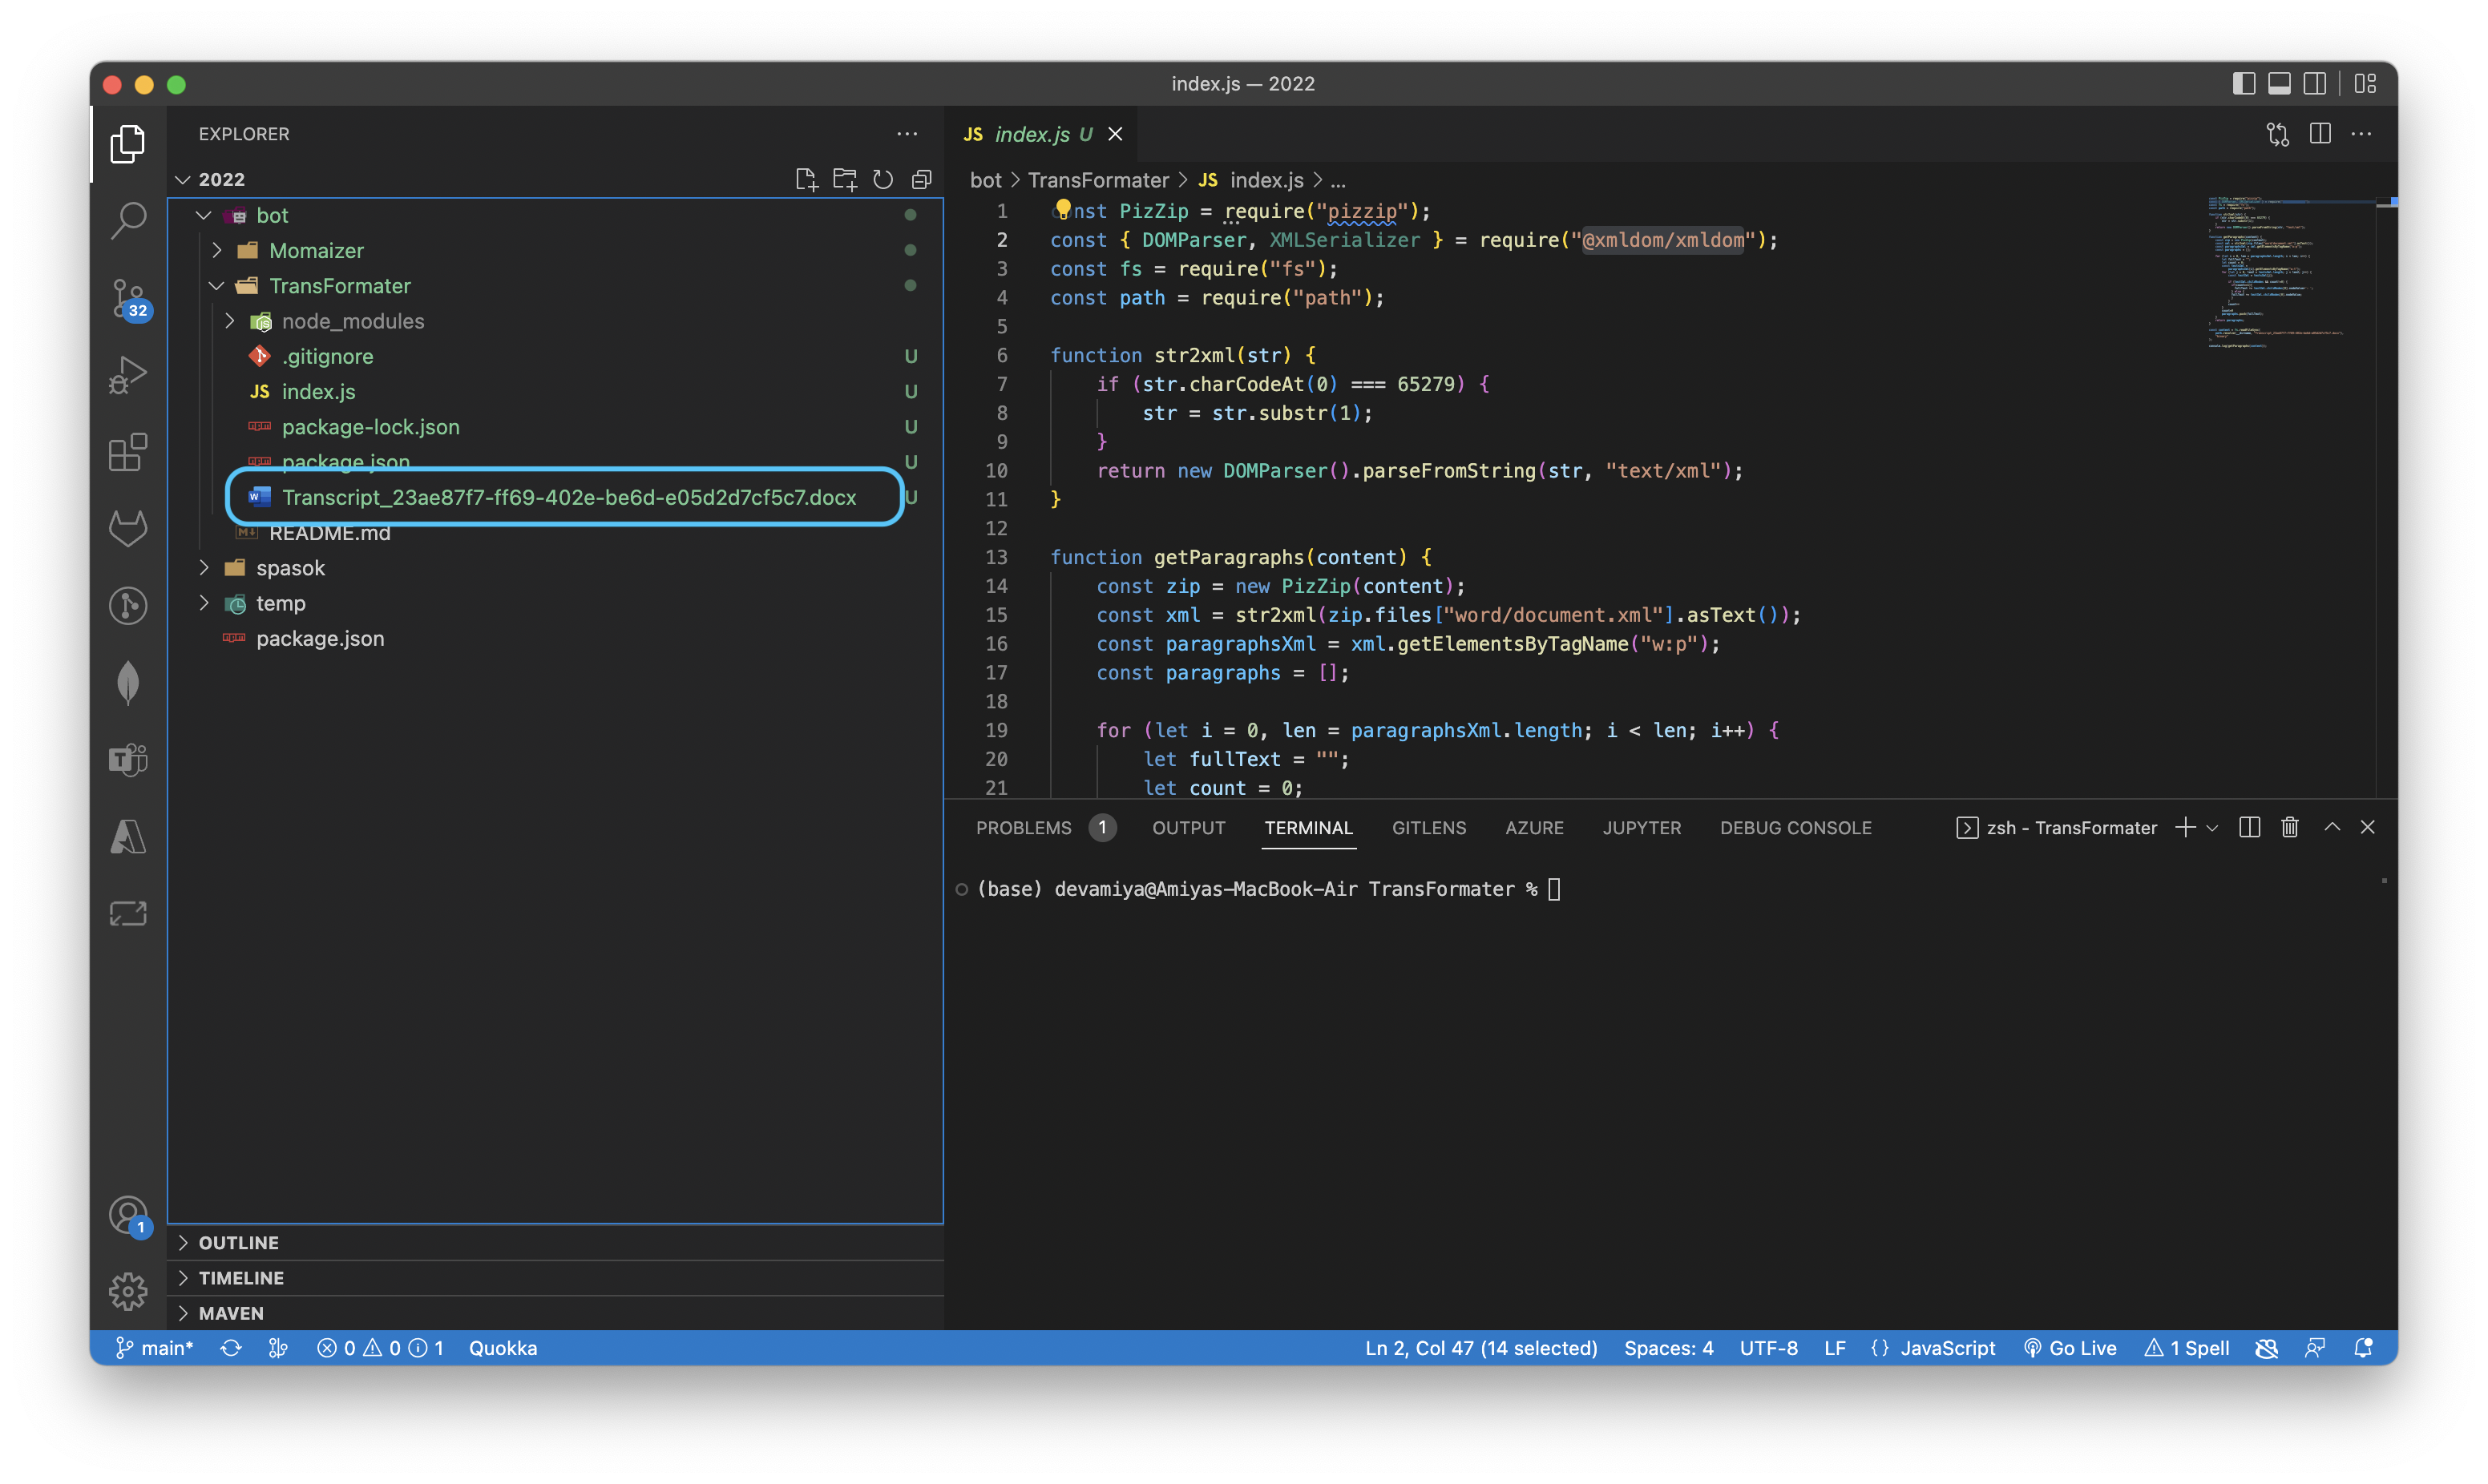 index.js — 2022
EXPLORER
2022
bot
Momaizer
TransFormater
node_modules
.gitignore U
JS index.js U
package-lock.json U
package.json U
Transcript_23ae87f7-ff69-402e-be6d-e05d2d7cf5c7.docx U
README.md
spasok
temp
package.json
OUTLINE
TIMELINE
MAVEN
32
1
JS index.js U
bot > TransFormater > JS index.js > ...
1 const PizZip = require("pizzip");
2 const { DOMParser, XMLSerializer } = require("@xmldom/xmldom");
3 const fs = require("fs");
4 const path = require("path");
5
6 function str2xml(str) {
7 if (str.charCodeAt(0) === 65279) {
8 str = str.substr(1);
9 }
10 return new DOMParser().parseFromString(str, "text/xml");
11 }
12
13 function getParagraphs(content) {
14 const zip = new PizZip(content);
15 const xml = str2xml(zip.files["word/document.xml"].asText());
16 const paragraphsXml = xml.getElementsByTagName("w:p");
17 const paragraphs = [];
18
19 for (let i = 0, len = paragraphsXml.length; i < len; i++) {
20 let fullText = "";
21 let count = 0;
PROBLEMS 1 OUTPUT TERMINAL GITLENS AZURE JUPYTER DEBUG CONSOLE zsh - TransFormater
(base) devamiya@Amiyas-MacBook-Air TransFormater %
main* 0 0 1 Quokka Ln 2, Col 47 (14 selected) Spaces: 4 UTF-8 LF {} JavaScript Go Live 1 Spell